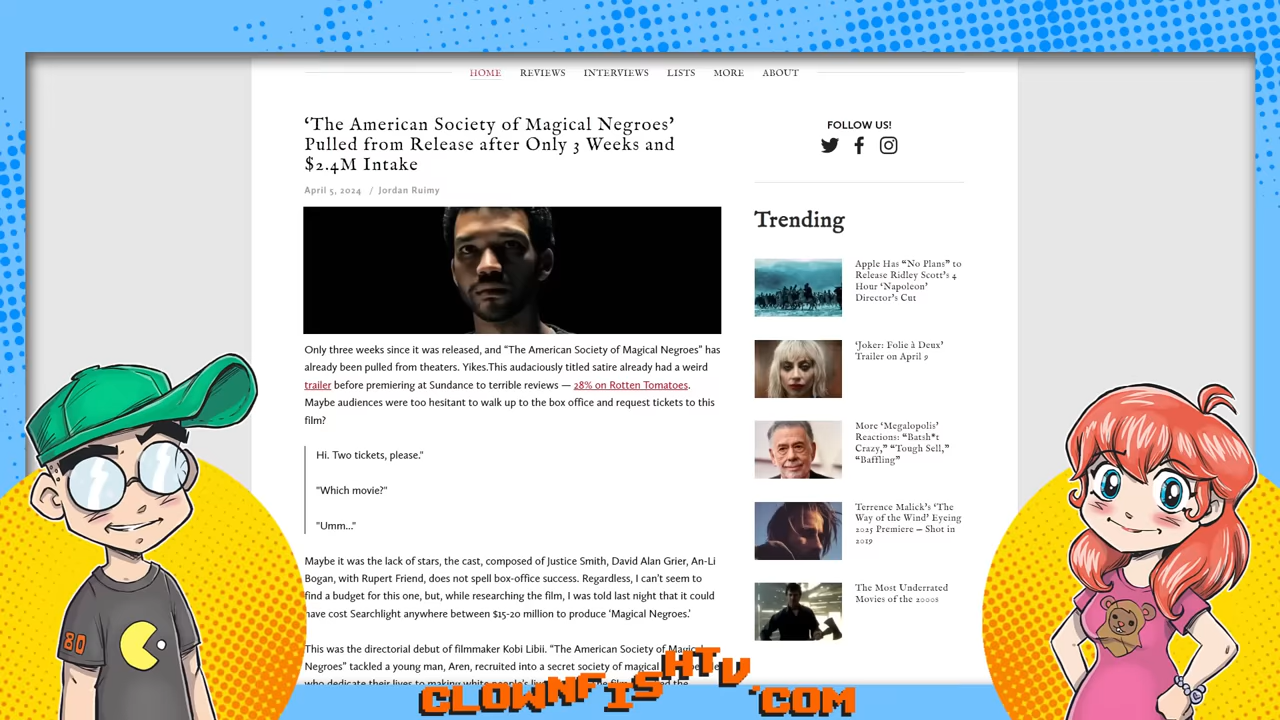 HOME REVIEWS INTERVIEWS LISTS MORE ABOUT
‘The American Society of Magical Negroes’
Pulled from Release after Only 3 Weeks and
$2.4M Intake
April 5, 2024 / Jordan Ruimy
Only three weeks since it was released, and “The American Society of Magical Negroes” has
already been pulled from theaters. Yikes.This audaciously titled satire already had a weird
trailer before premiering at Sundance to terrible reviews — 28% on Rotten Tomatoes.
Maybe audiences were too hesitant to walk up to the box office and request tickets to this
film?
Hi. Two tickets, please."
"Which movie?"
"Umm..."
Maybe it was the lack of stars, the cast, composed of Justice Smith, David Alan Grier, An-Li
Bogan, with Rupert Friend, does not spell box-office success. Regardless, I can’t seem to
find a budget for this one, but, while researching the film, I was told last night that it could
have cost Searchlight anywhere between $15-20 million to produce ‘Magical Negroes.’
This was the directorial debut of filmmaker Kobi Libii. “The American Society of Magical
Negroes” tackled a young man, Aren, recruited into a secret society of magical
who dedicate their lives to making white people's
FOLLOW US!
Trending
Apple Has “No Plans” to
Release Ridley Scott’s 4
Hour ‘Napoleon’
Director’s Cut
‘Joker: Folie à Deux’
Trailer on April 9
More ‘Megalopolis’
Reactions: “Batsh*t
Crazy,” “Tough Sell,”
“Baffling”
Terrence Malick’s ‘The
Way of the Wind’ Eyeing
2025 Premiere — Shot in
2019
The Most Underrated
Movies of the 2000s
80
CLOWNFISHTV.COM